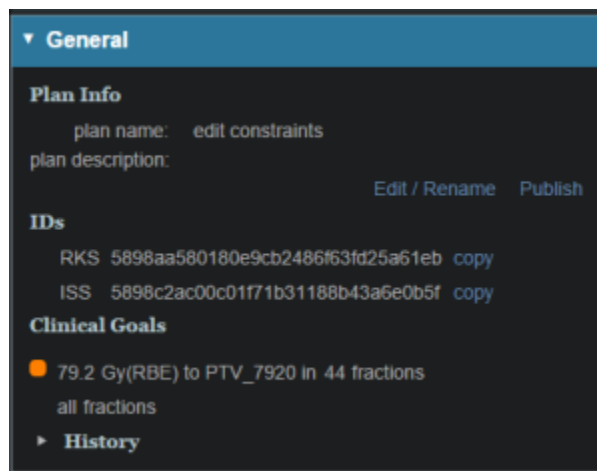 General
Plan Info
plan name: edit constraints
plan description:
Edit / Rename Publish
IDs
RKS 5898aa580180e9cb2486f63fd25a61eb copy
ISS 5898c2ac00c01f71b31188b43a6e0b5f copy
Clinical Goals
79.2 Gy(RBE) to PTV_7920 in 44 fractions
all fractions
History